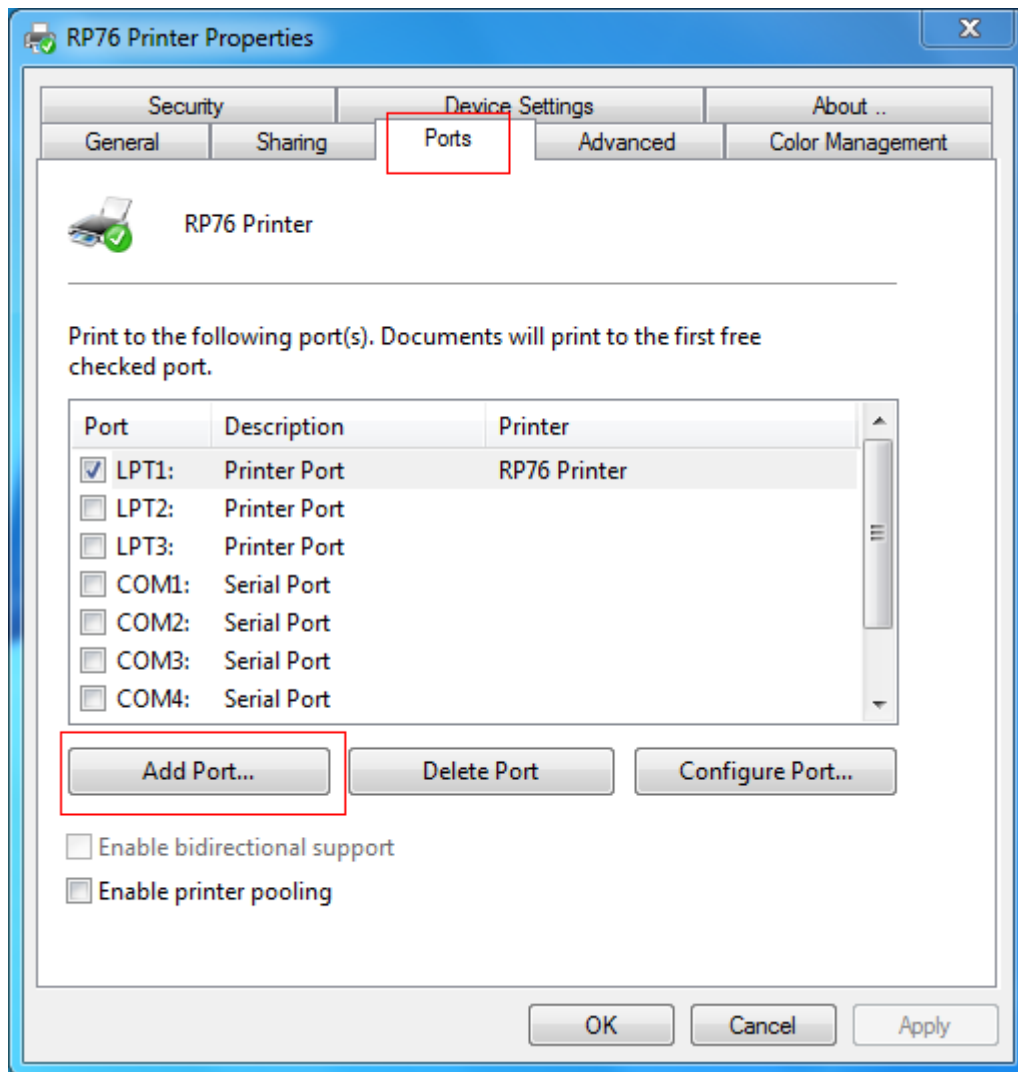 RP76 Printer Properties
x
Security Device Settings About ..
General Sharing Ports Advanced Color Management
RP76 Printer
Print to the following port(s). Documents will print to the first free
checked port.
Port Description Printer
LPT1: Printer Port RP76 Printer
LPT2: Printer Port
LPT3: Printer Port
COM1: Serial Port
COM2: Serial Port
COM3: Serial Port
COM4: Serial Port
Add Port... Delete Port Configure Port...
Enable bidirectional support
Enable printer pooling
OK Cancel Apply